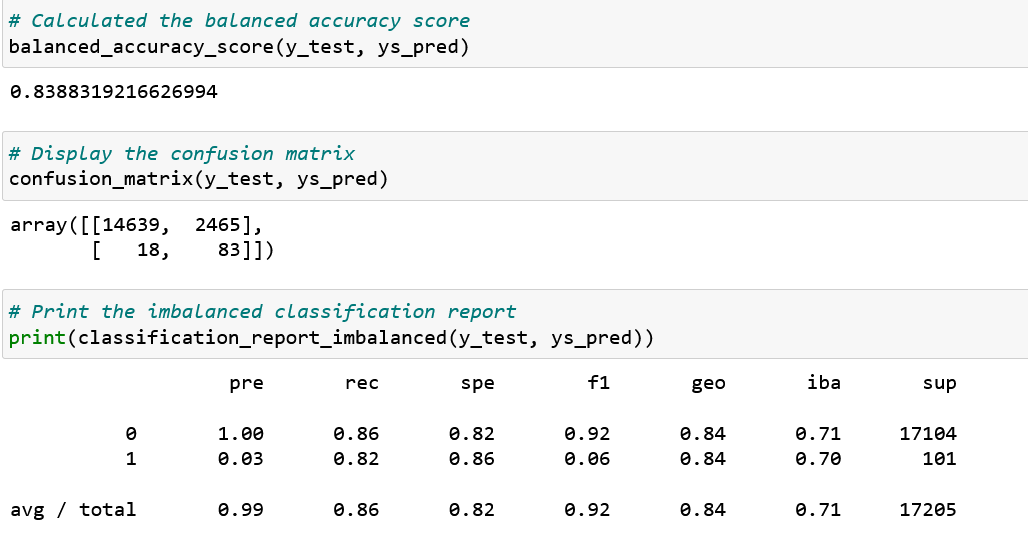 # Calculated the balanced accuracy score
balanced_accuracy_score(y_test, ys_pred)
0.8388319216626994
# Display the confusion matrix
confusion_matrix(y_test, ys_pred)
array([[14639,  2465],
       [   18,    83]])
# Print the imbalanced classification report
print(classification_report_imbalanced(y_test, ys_pred))
pre rec spe f1 geo iba sup
0 1.00 0.86 0.82 0.92 0.84 0.71 17104
1 0.03 0.82 0.86 0.06 0.84 0.70 101
avg / total 0.99 0.86 0.82 0.92 0.84 0.71 17205